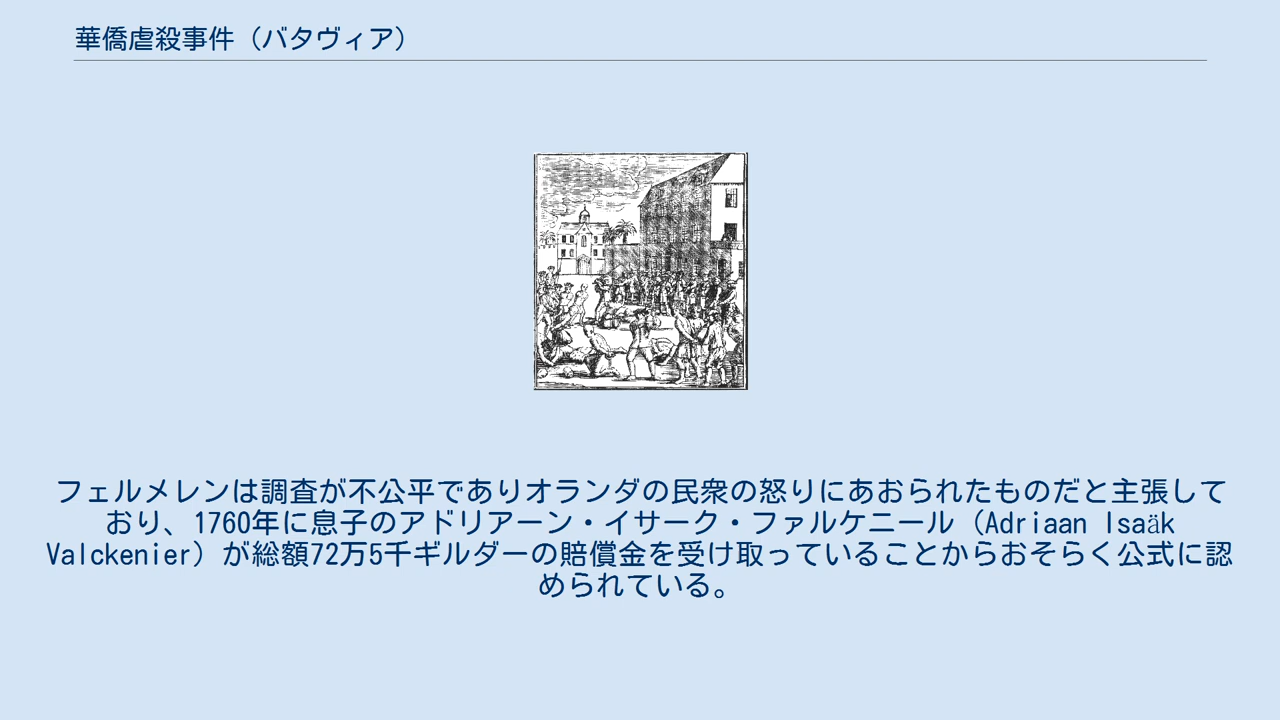 華僑虐殺事件（バタヴィア）
フェルメレンは調査が不公平でありオランダの民衆の怒りにあおられたものだと主張して
おり、1760年に息子のアドリアーン・イサーク・ファルケニール（Adriaan Isaäk
Valckenier）が総額72万5千ギルダーの賠償金を受け取っていることからおそらく公式に認
められている。